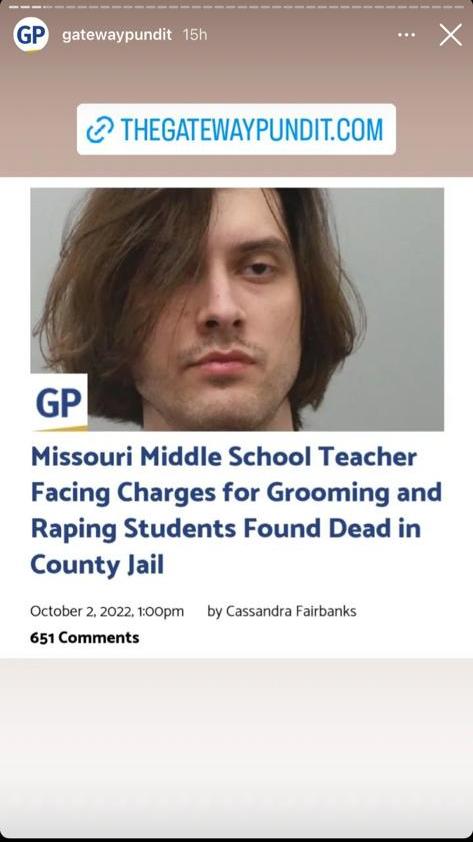 GP gatewaypundit 15h
THEGATEWAYPUNDIT.COM
GP
Missouri Middle School Teacher
Facing Charges for Grooming and
Raping Students Found Dead in
County Jail
October 2, 2022, 1:00pm by Cassandra Fairbanks
651 Comments